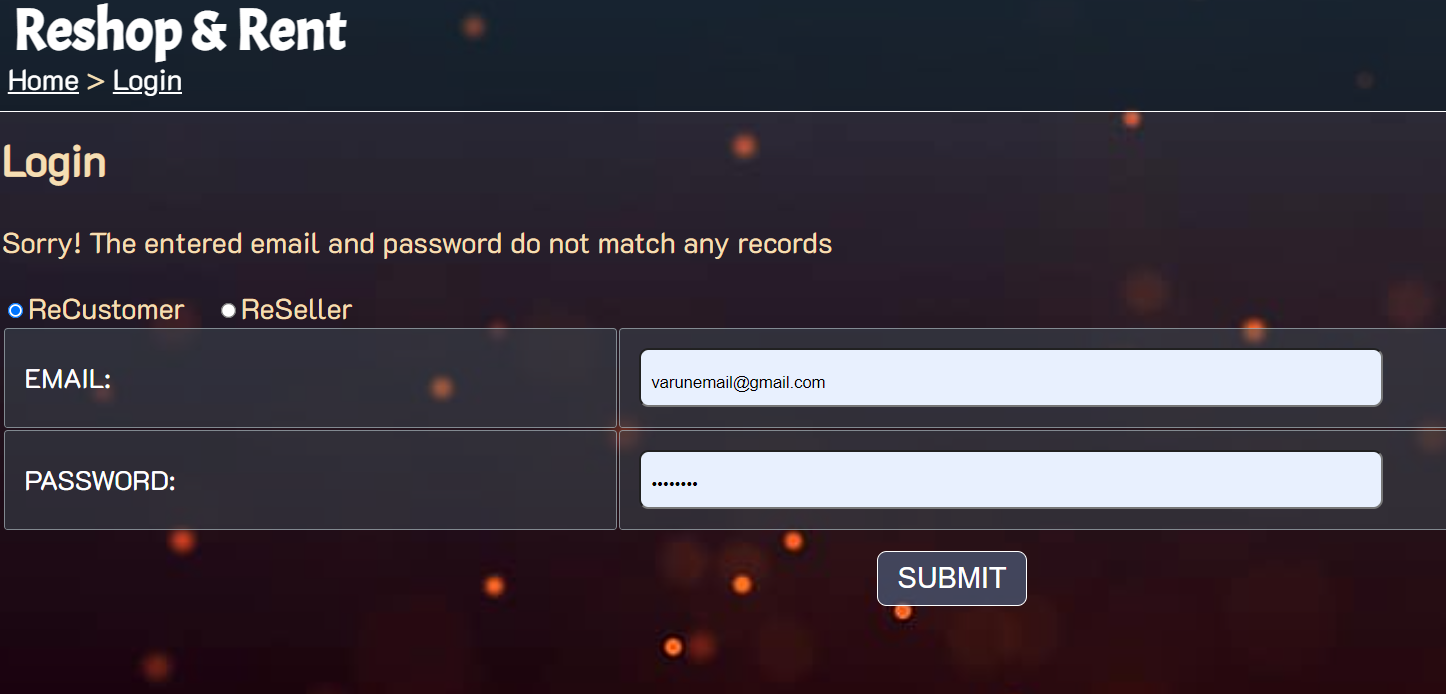 Reshop & Rent
Home > Login
Login
Sorry! The entered email and password do not match any records
ReCustomer ReSeller
EMAIL: varunemail@gmail.com
PASSWORD: ••••••••
SUBMIT